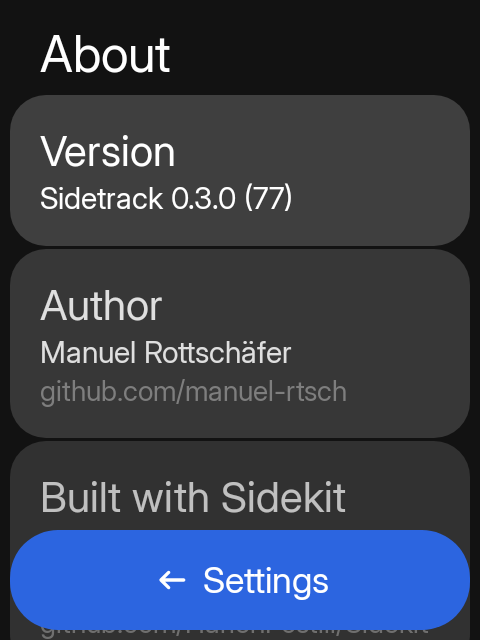 About
Version
Sidetrack 0.3.0 (77)
Author
Manuel Rottschäfer
github.com/manuel-rtsch
Built with Sidekit
← Settings